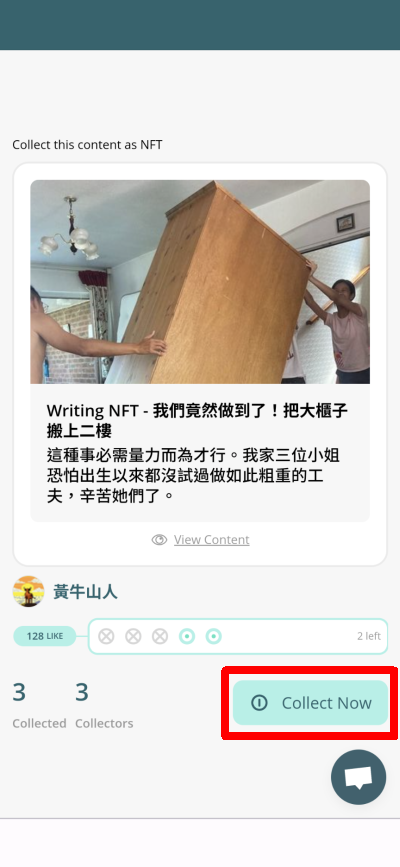 Collect this content as NFT
Writing NFT - 我們竟然做到了！把大櫃子
搬上二樓
這種事必需量力而為才行。我家三位小姐
恐怕出生以來都沒試過做如此粗重的工
夫，辛苦她們了。
View Content
黃牛山人
128 LIKE
2 left
3
3
Collected
Collectors
Collect Now